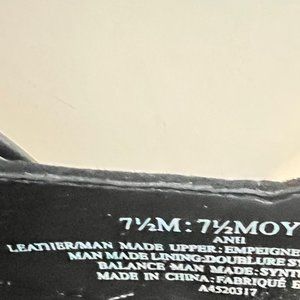 7½M : 7½MOY
ANII
LEATHER/MAN MADE UPPER: EMPEIGNE
MAN MADE LINING:DOUBLURE SY
BALANCE MAN MADE: SYNTH
MADE IN CHINA: FABRIQUÉ E
A4520317